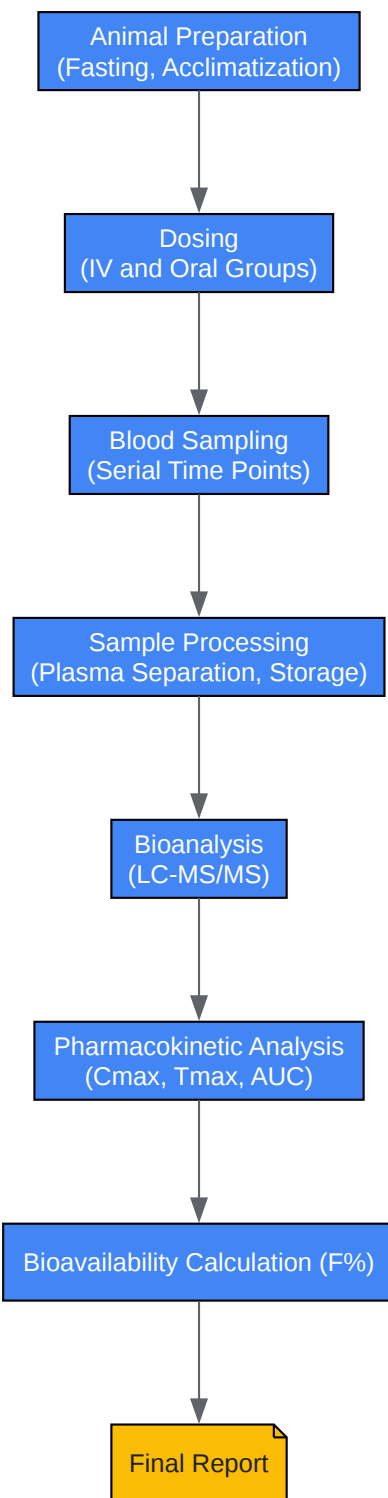 Animal Preparation
(Fasting, Acclimatization)
Dosing
(IV and Oral Groups)
Blood Sampling
(Serial Time Points)
Sample Processing
(Plasma Separation, Storage)
Bioanalysis
(LC-MS/MS)
Pharmacokinetic Analysis
(Cmax, Tmax, AUC)
Bioavailability Calculation (F%)
Final Report